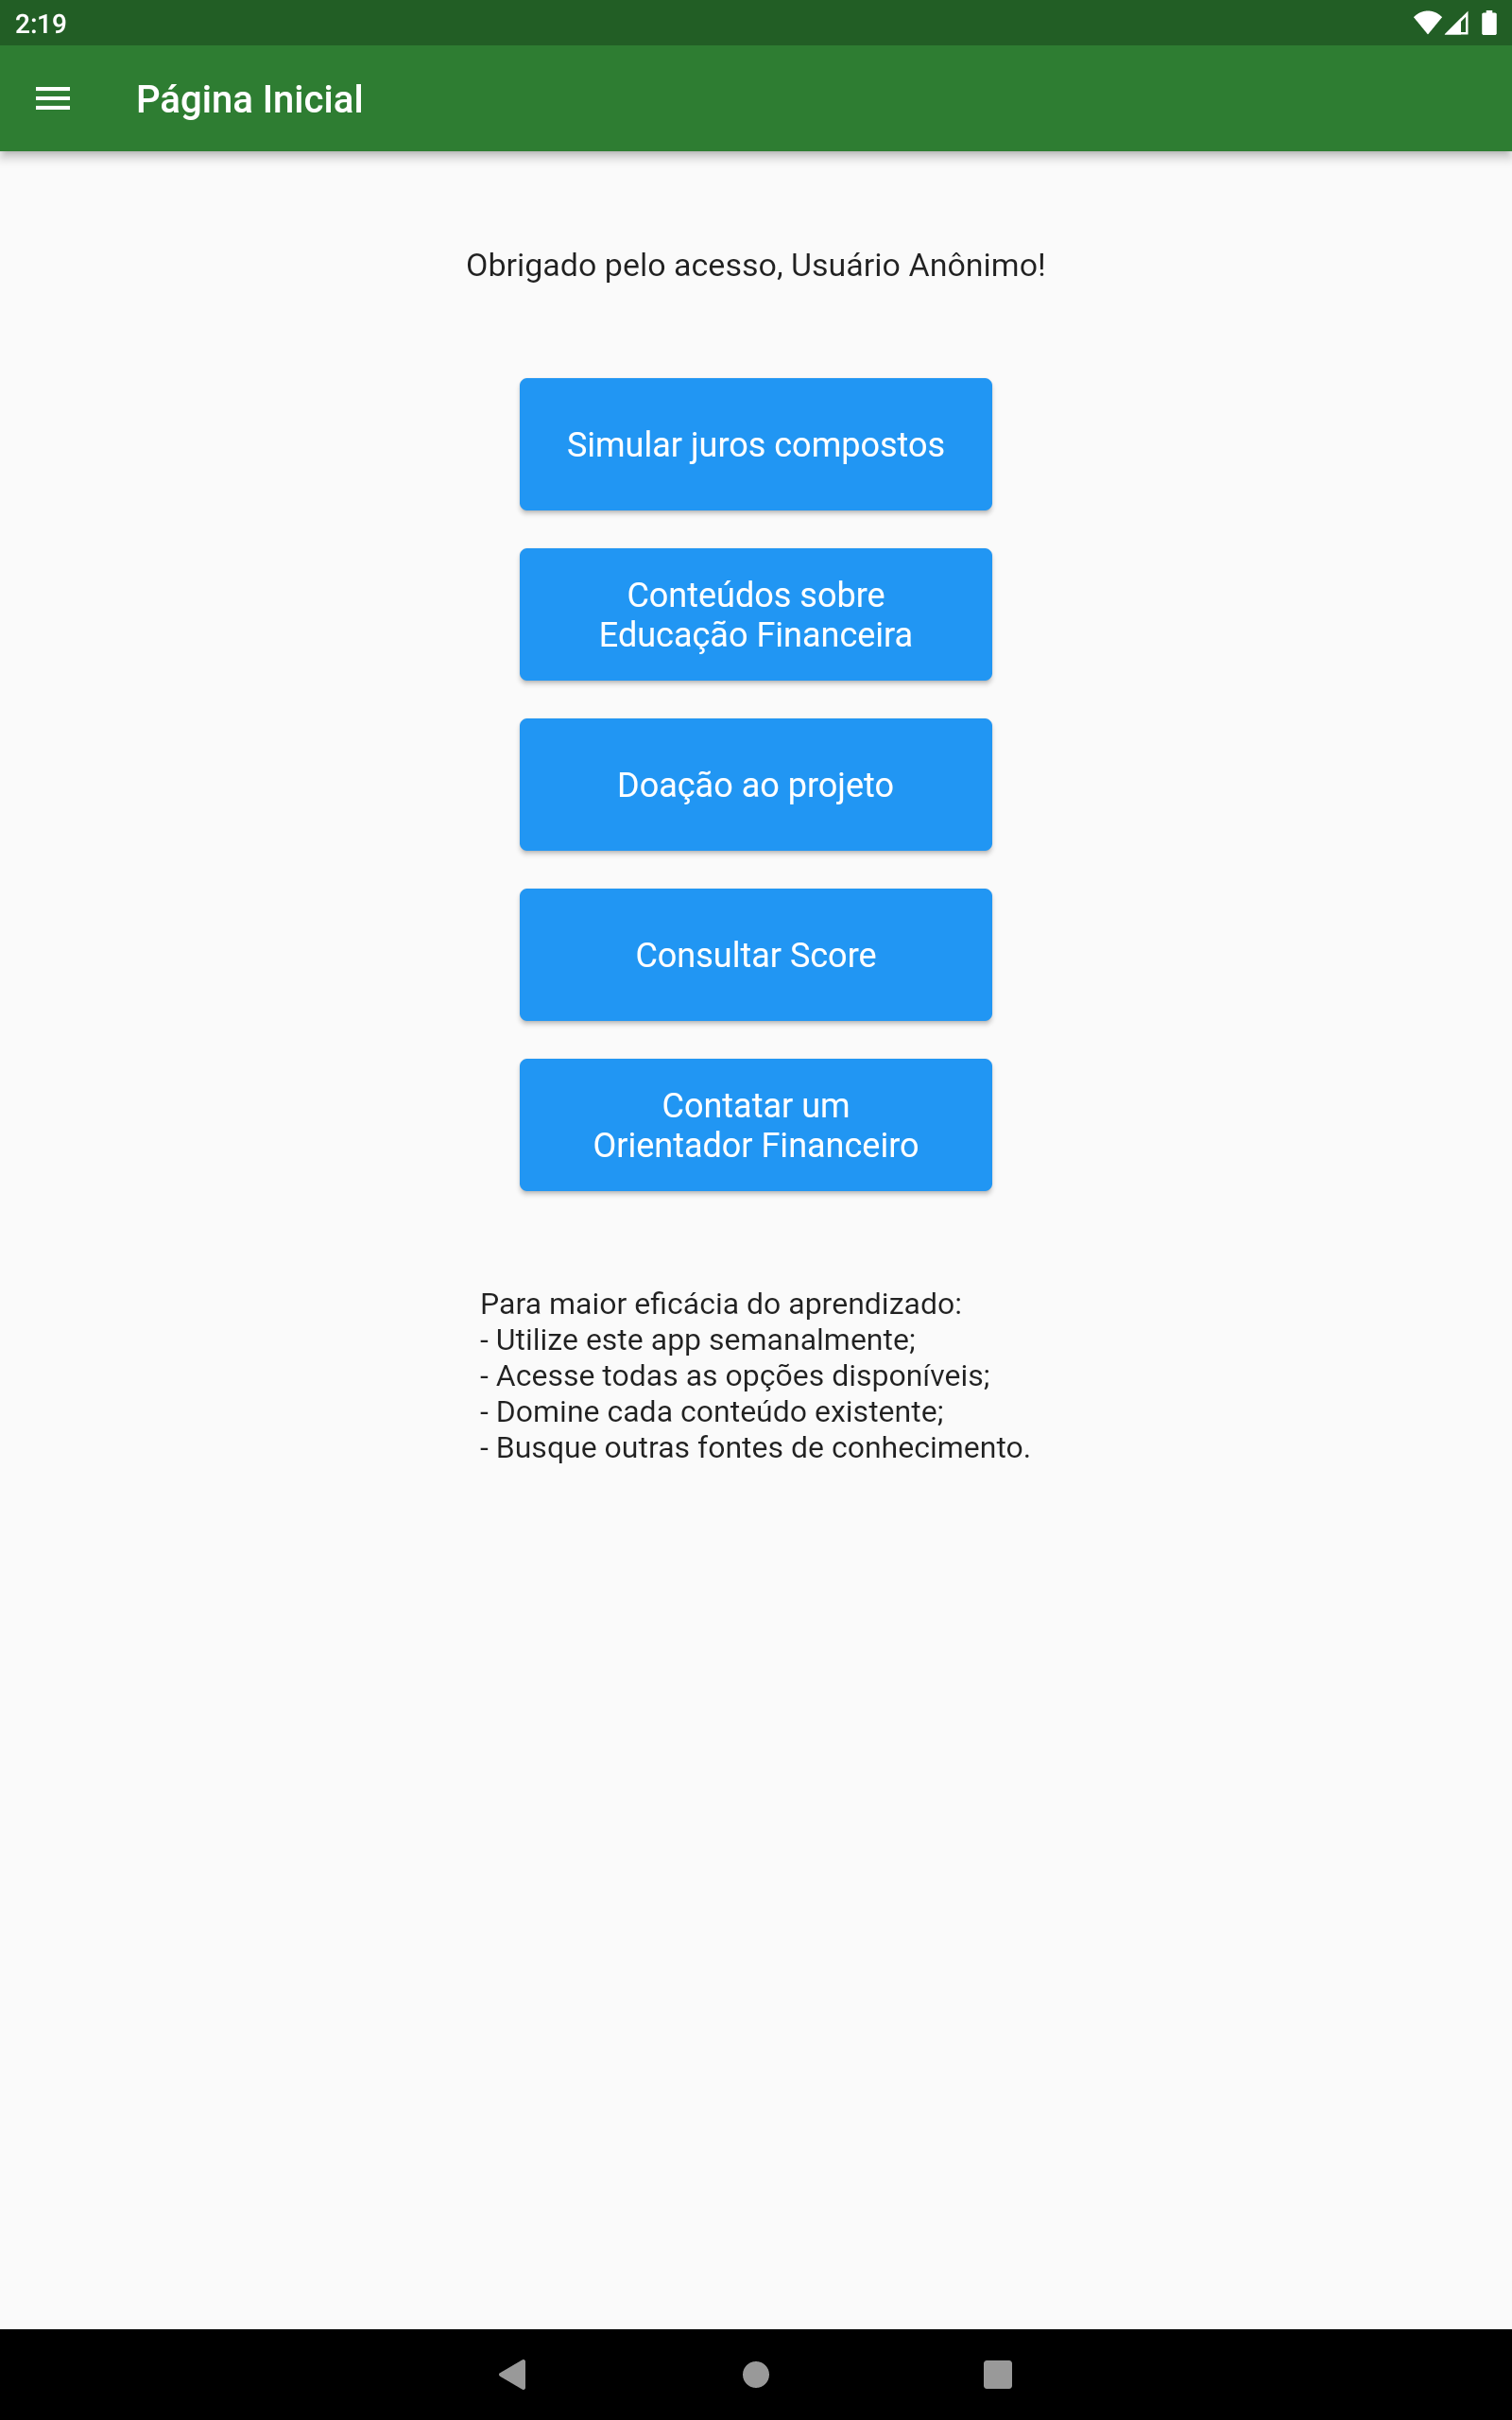 2:19
Página Inicial
Obrigado pelo acesso, Usuário Anônimo!
Simular juros compostos
Conteúdos sobre
Educação Financeira
Doação ao projeto
Consultar Score
Contatar um
Orientador Financeiro
Para maior eficácia do aprendizado:
- Utilize este app semanalmente;
- Acesse todas as opções disponíveis;
- Domine cada conteúdo existente;
- Busque outras fontes de conhecimento.